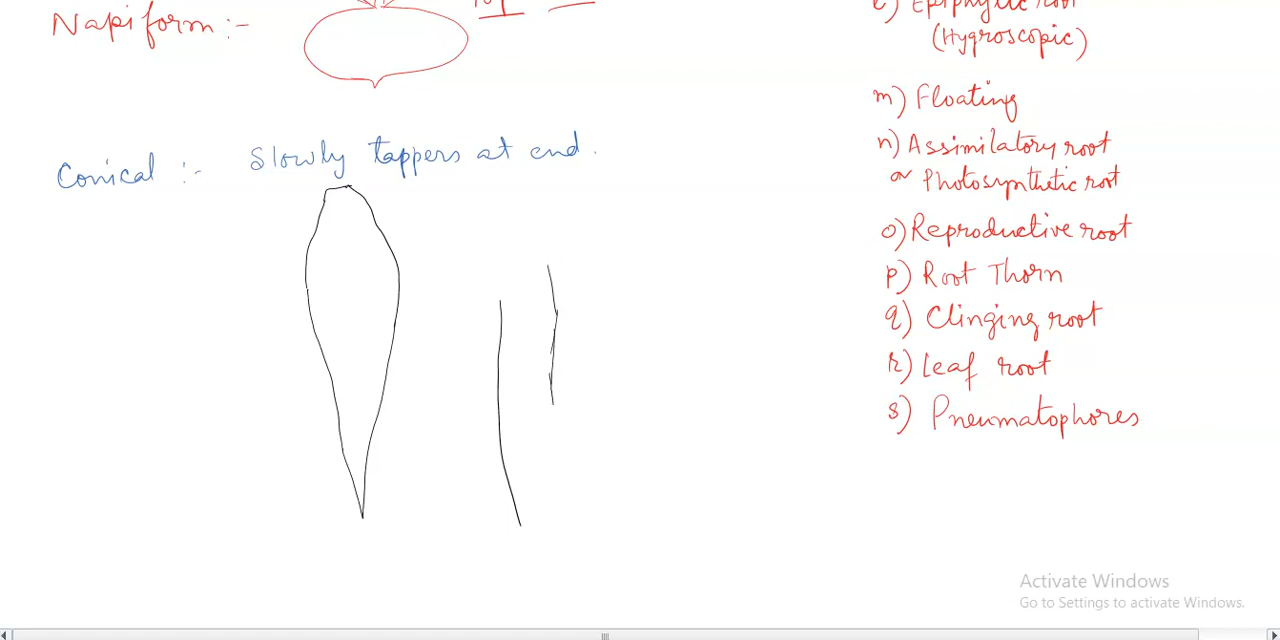 Napiform:-
Conical :- Slowly tappers at end.
(Hygroscopic)
m) Floating
n) Assimilatory root
or Photosynthetic root
o) Reproductive root
p) Root Thorn
q) Clinging root
r) Leaf root
s) Pneumatophores
Activate Windows
Go to Settings to activate Windows.